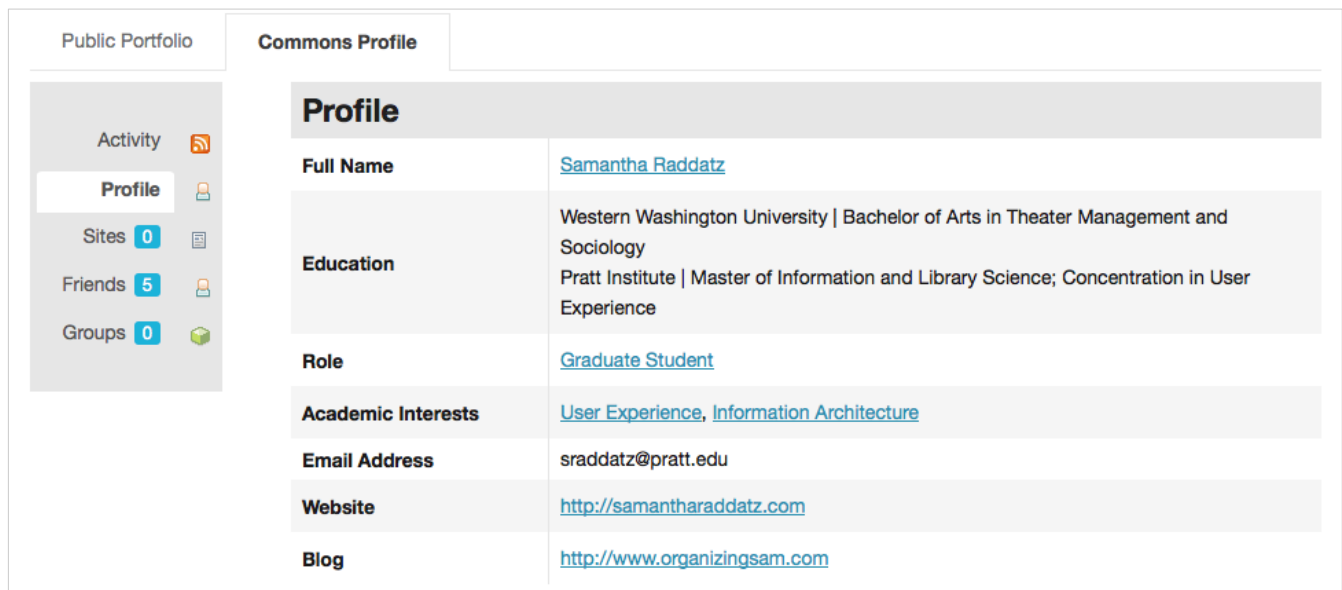 Public Portfolio
Commons Profile
Activity
Profile
Sites 0
Friends 5
Groups 0
Profile
Full Name
Samantha Raddatz
Education
Western Washington University | Bachelor of Arts in Theater Management and
Sociology
Pratt Institute | Master of Information and Library Science; Concentration in User
Experience
Role
Graduate Student
Academic Interests
User Experience, Information Architecture
Email Address
sraddatz@pratt.edu
Website
http://samantharaddatz.com
Blog
http://www.organizingsam.com